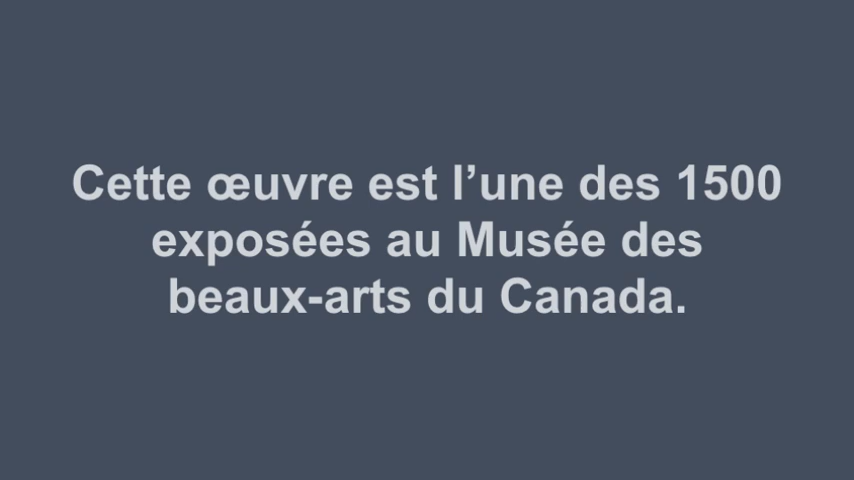 Cette œuvre est l’une des 1500
exposées au Musée des
beaux-arts du Canada.